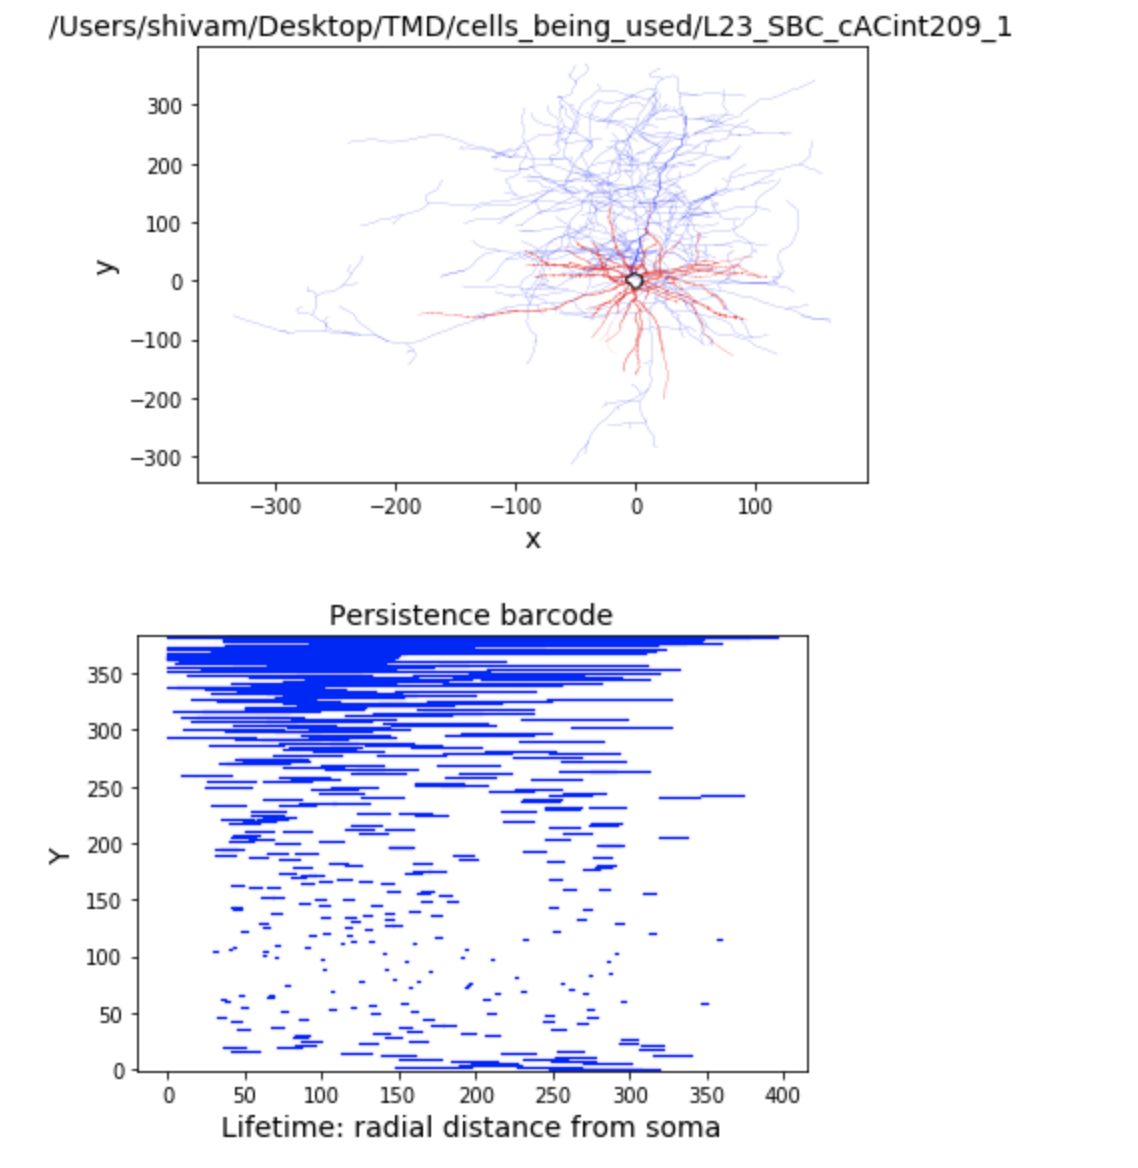 /Users/shivam/Desktop/TMD/cells_being_used/L23_SBC_cACint209_1
300
200
100
0
−100
−200
−300
y
−300 −200 −100 0 100
x
Persistence barcode
350
300
250
200
150
100
50
0
Y
0 50 100 150 200 250 300 350 400
Lifetime: radial distance from soma